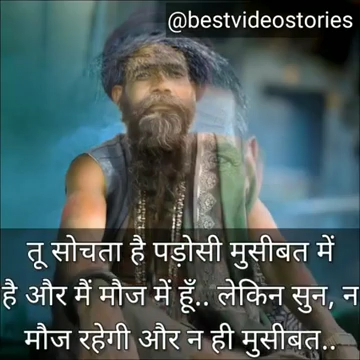 @bestvideostories
तू सोचता है पड़ोसी मुसीबत में
है और मैं मौज में हूँ.. लेकिन सुन, न
मौज रहेगी और न ही मुसीबत..